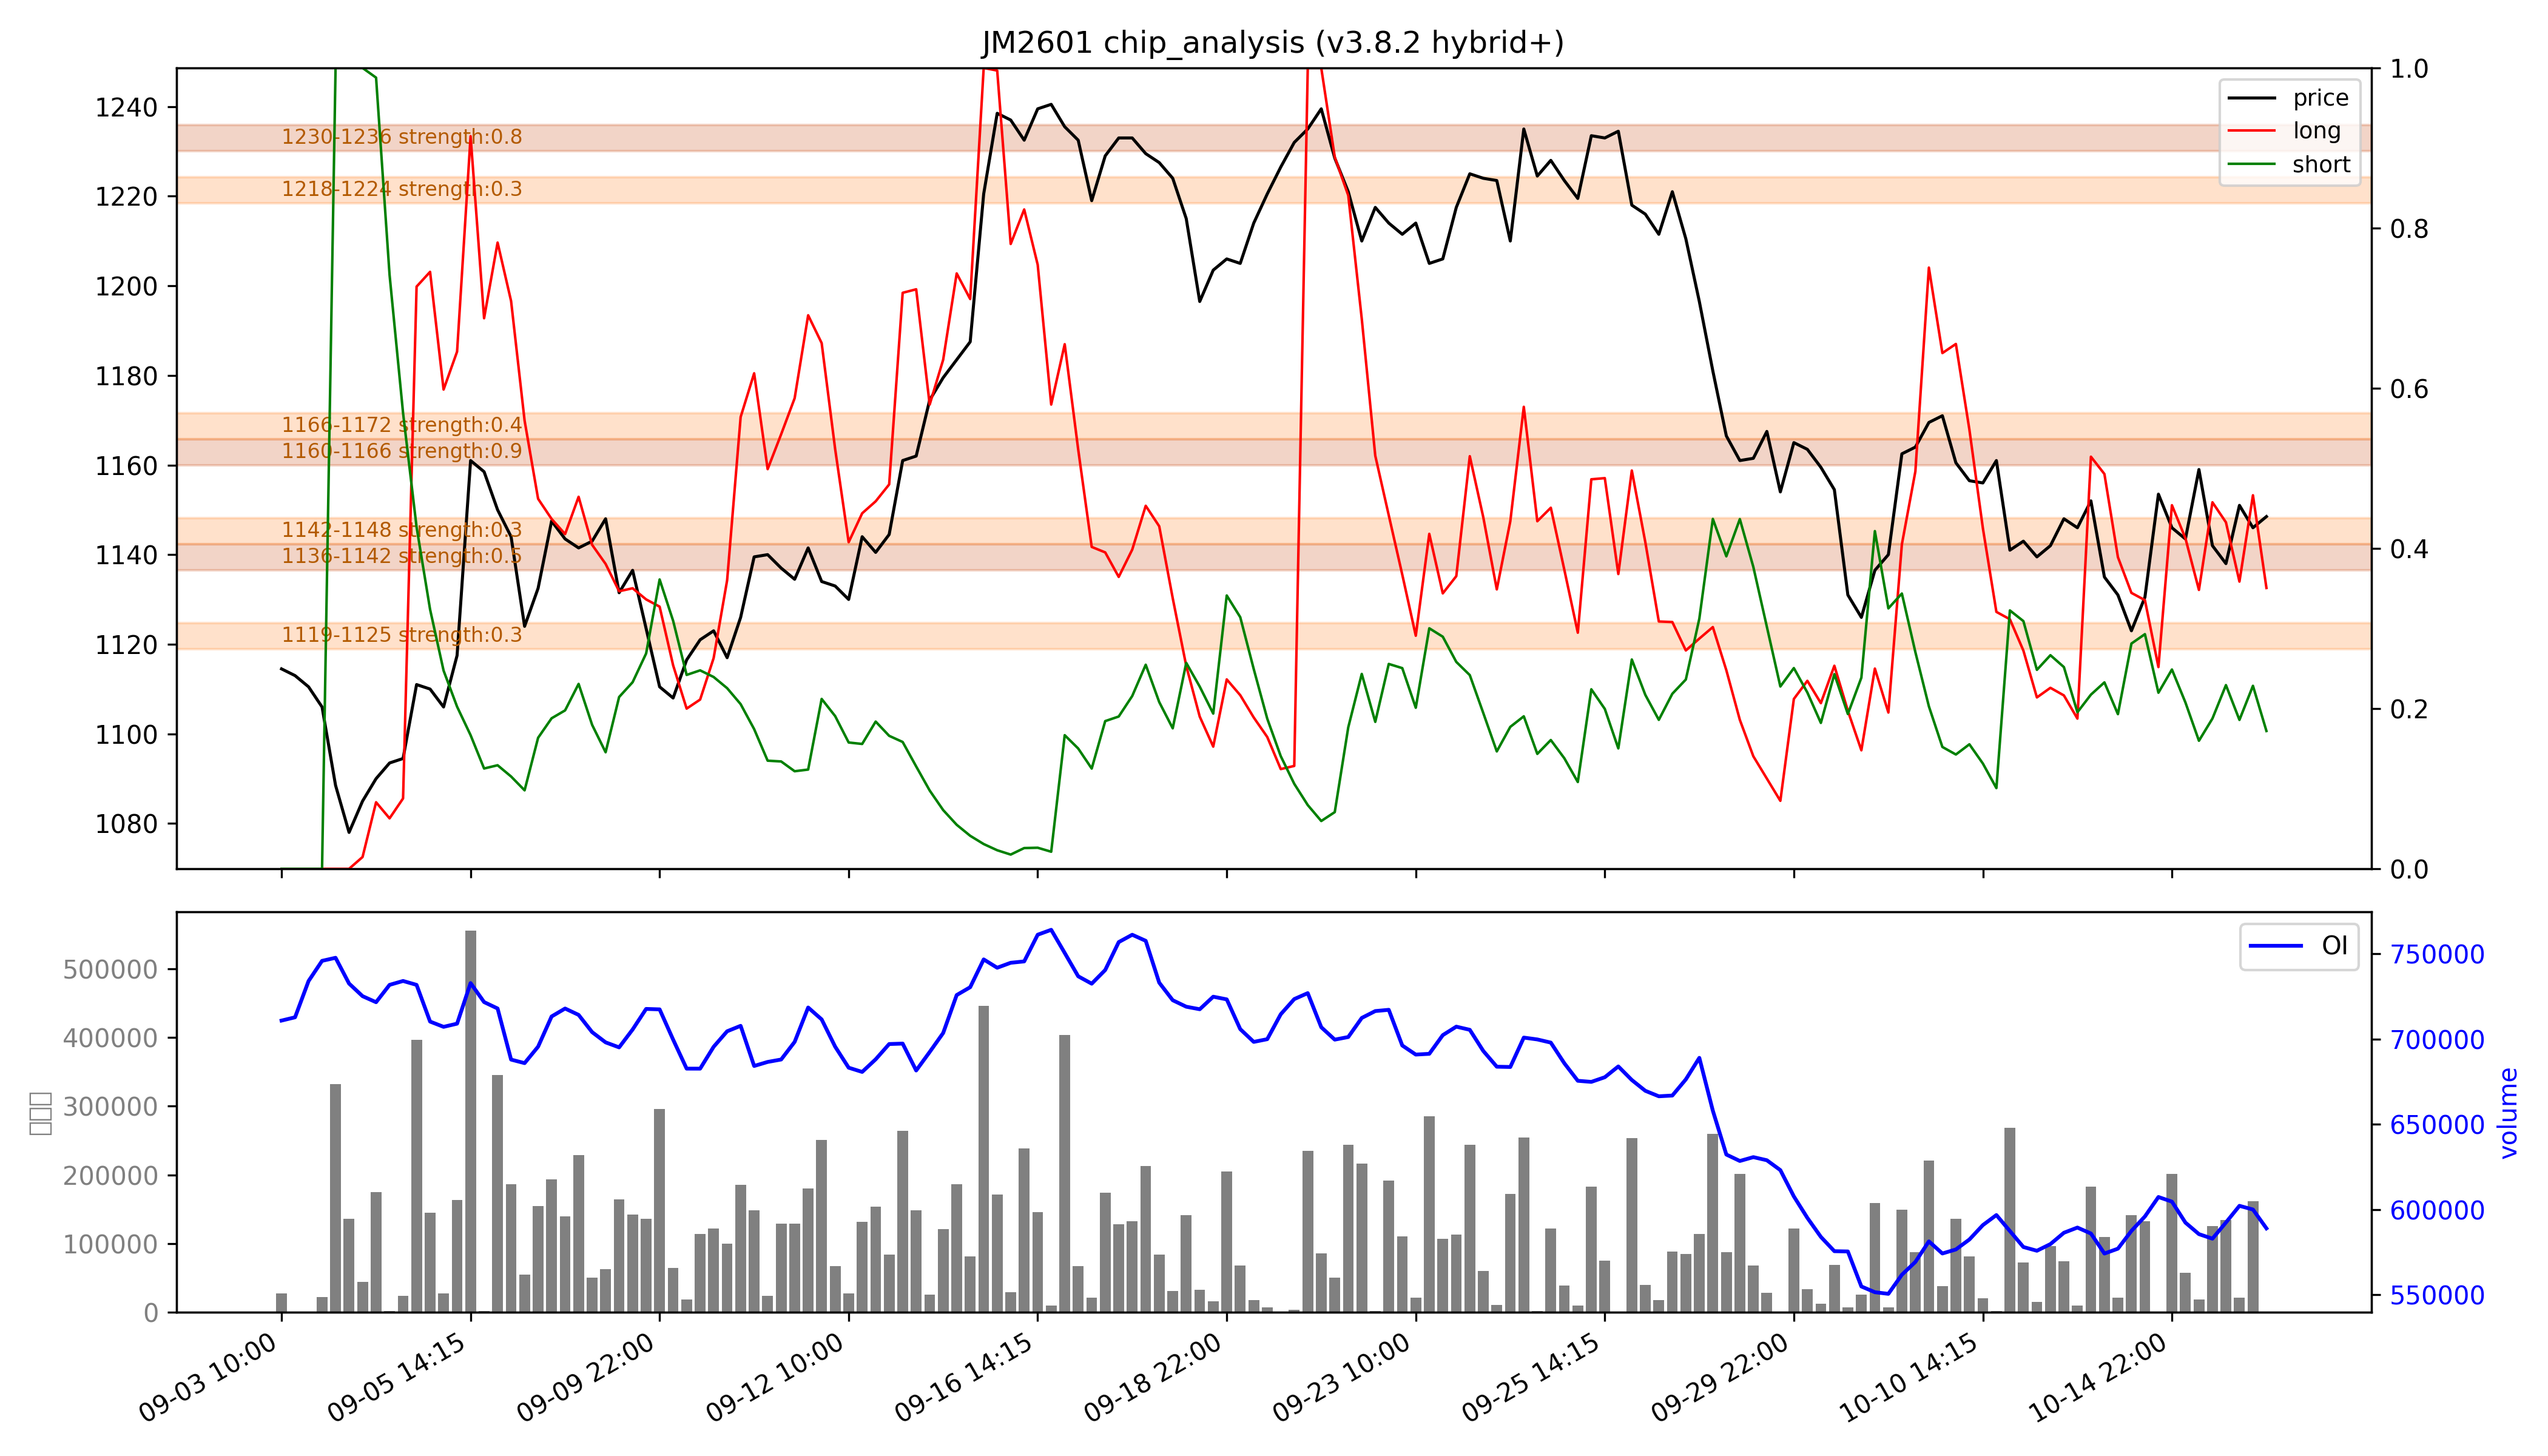 JM2601 chip_analysis (v3.8.2 hybrid+)
1240
1220
1200
1180
1160
1140
1120
1100
1080
1230-1236 strength:0.8
1218-1224 strength:0.3
1166-1172 strength:0.4
1160-1166 strength:0.9
1142-1148 strength:0.3
1136-1142 strength:0.5
1119-1125 strength:0.3
price
long
short
1.0
0.8
0.6
0.4
0.2
0.0
500000
400000
300000
200000
100000
0
OI
750000
700000
650000
600000
550000
volume
09-03 10:00
09-05 14:15
09-09 22:00
09-12 10:00
09-16 14:15
09-18 22:00
09-23 10:00
09-25 14:15
09-29 22:00
10-10 14:15
10-14 22:00